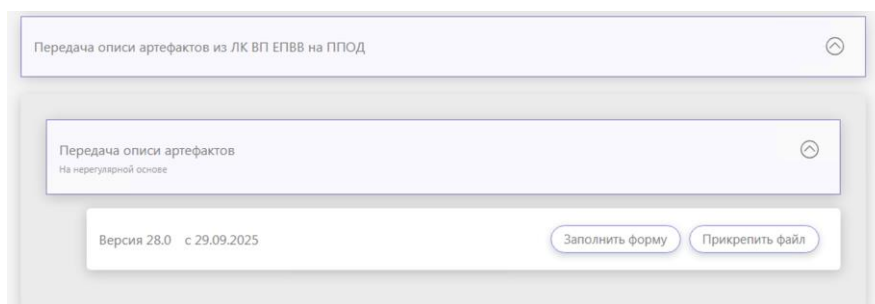 Передача описи артефактов из ЛК ВП ЕПВВ на ППОД
Передача описи артефактов
На нерегулярной основе
Версия 28.0 с 29.09.2025
Заполнить форму
Прикрепить файл